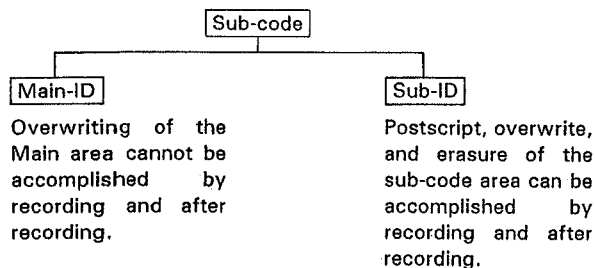 Sub-code
Main-ID
Overwriting of the
Main area cannot be
accomplished by
recording and after
recording.
Sub-ID
Postscript, overwrite,
and erasure of the
sub-code area can be
accomplished by
recording and after
recording.